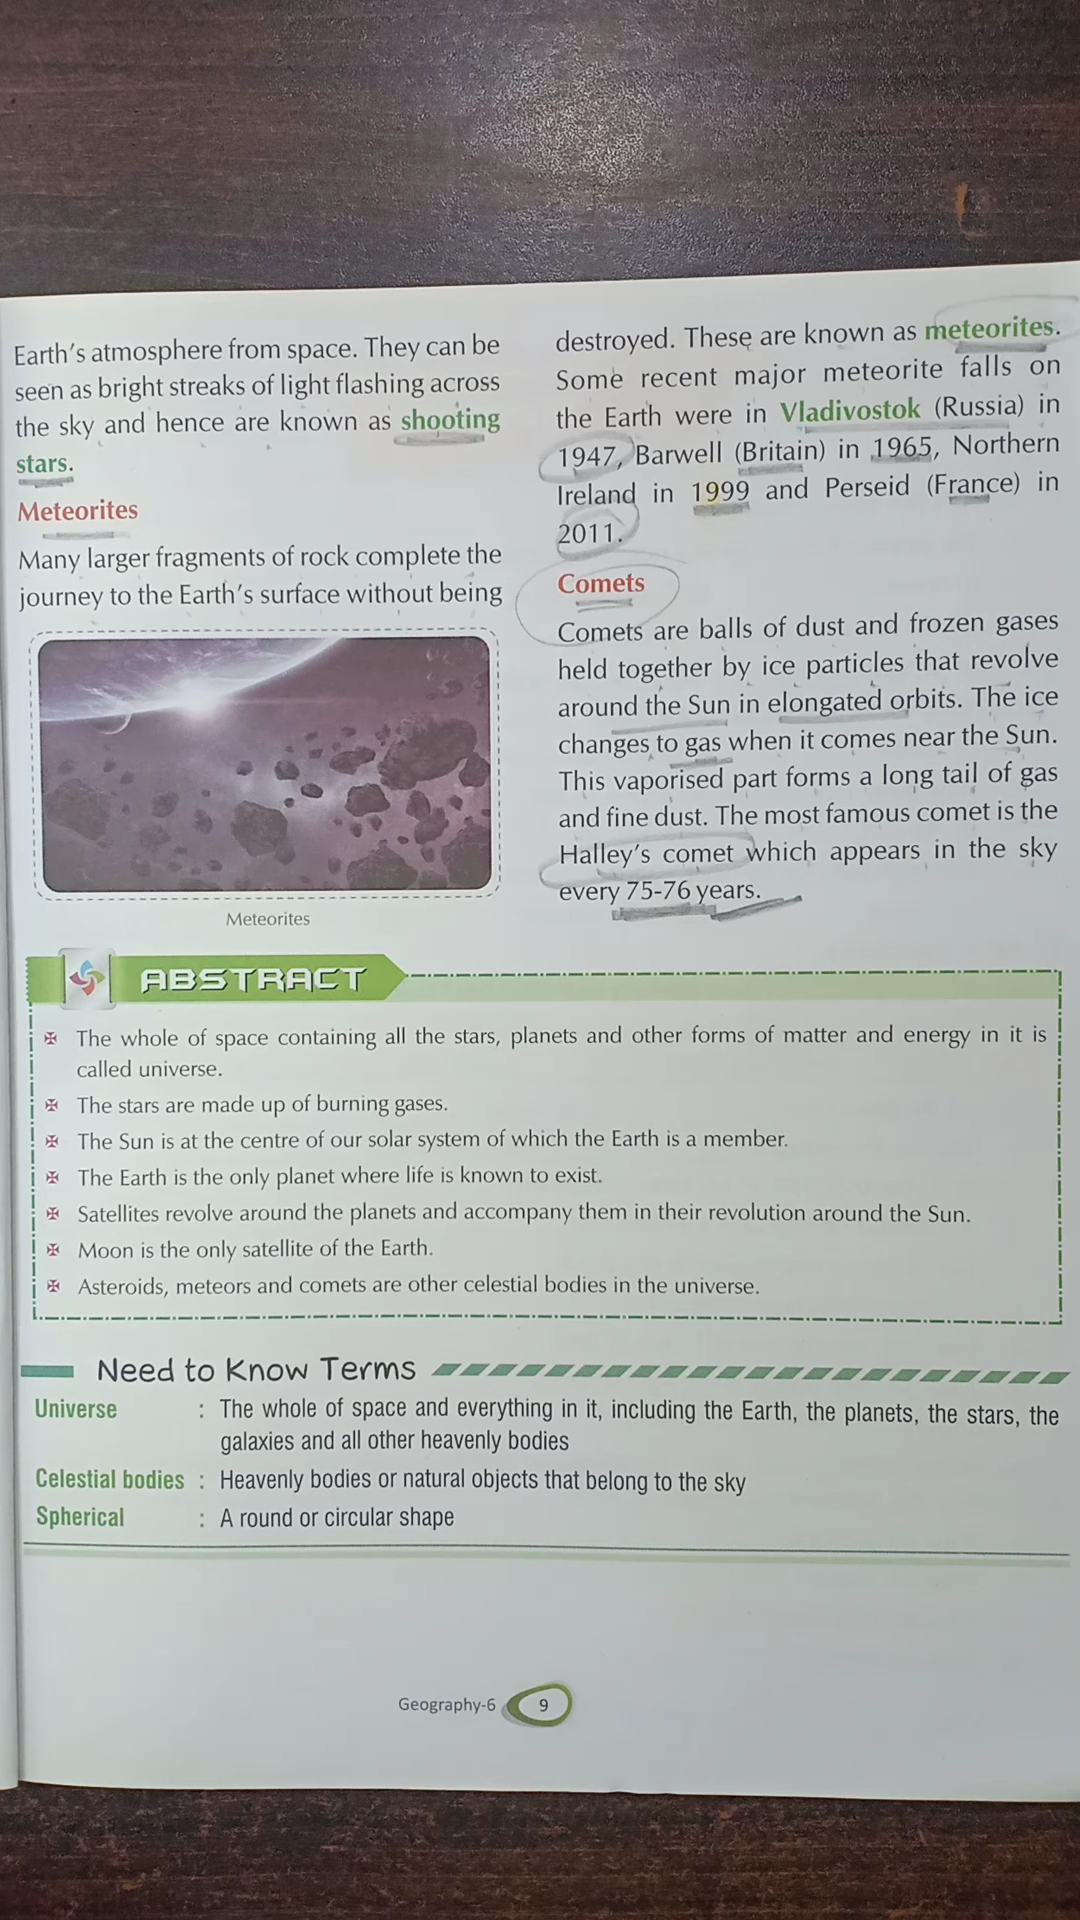 Earth's atmosphere from space. They can be
seen as bright streaks of light flashing across
the sky and hence are known as shooting
stars.
Meteorites
Many larger fragments of rock complete the
journey to the Earth's surface without being
Meteorites
destroyed. These are known as meteorites.
Some recent major meteorite falls on
the Earth were in Vladivostok (Russia) in
1947, Barwell (Britain) in 1965, Northern
Ireland in 1999 and Perseid (France) in
2011.
Comets
Comets are balls of dust and frozen gases
held together by ice particles that revolve
around the Sun in elongated orbits. The ice
changes to gas when it comes near the Sun.
This vaporised part forms a long tail of gas
and fine dust. The most famous comet is the
Halley's comet which appears in the sky
every 75-76 years.
ABSTRACT
✠ The whole of space containing all the stars, planets and other forms of matter and energy in it is
called universe.
✠ The stars are made up of burning gases.
✠ The Sun is at the centre of our solar system of which the Earth is a member.
✠ The Earth is the only planet where life is known to exist.
✠ Satellites revolve around the planets and accompany them in their revolution around the Sun.
✠ Moon is the only satellite of the Earth.
✠ Asteroids, meteors and comets are other celestial bodies in the universe.
Need to Know Terms
Universe : The whole of space and everything in it, including the Earth, the planets, the stars, the
galaxies and all other heavenly bodies
Celestial bodies : Heavenly bodies or natural objects that belong to the sky
Spherical : A round or circular shape
Geography-6 9